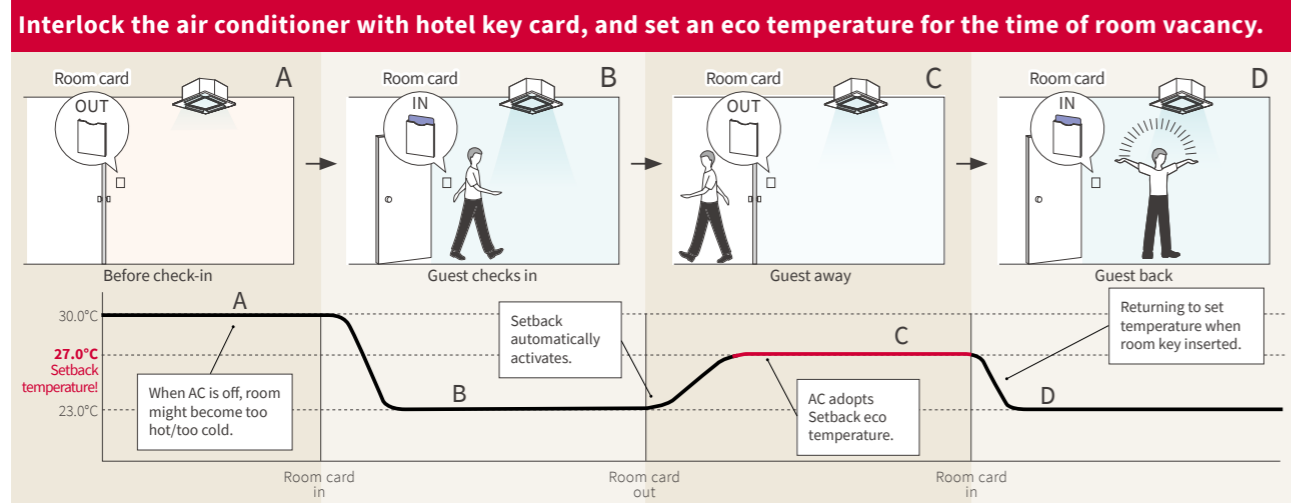 Interlock the air conditioner with hotel key card, and set an eco temperature for the time of room vacancy.
Room card
A
OUT
Before check-in
Room card
B
IN
Guest checks in
Room card
C
OUT
Guest away
Room card
D
IN
Guest back
30.0°C
27.0°C
Setback
temperature!
23.0°C
A
When AC is off, room
might become too
hot/too cold.
B
Setback
automatically
activates.
C
AC adopts
Setback eco
temperature.
Returning to set
temperature when
room key inserted.
D
Room card
in
Room card
out
Room card
in